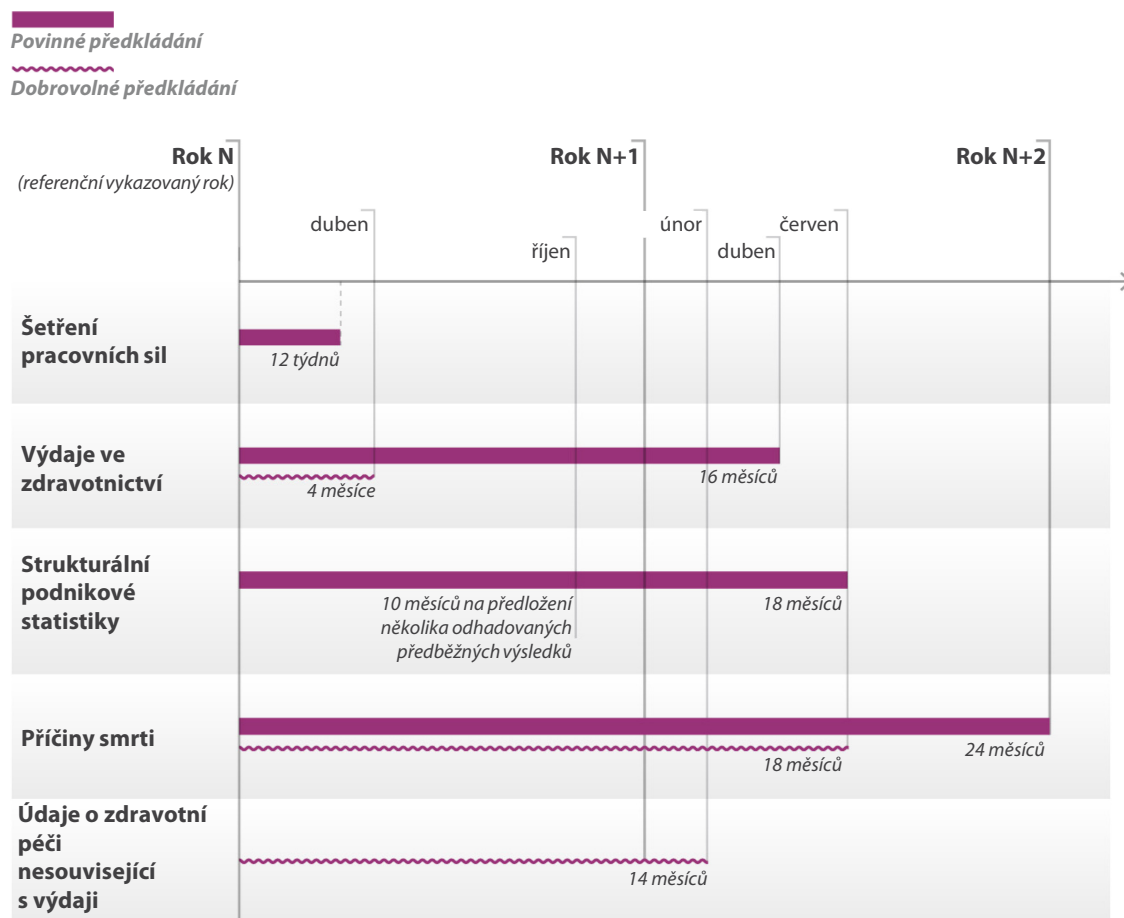 Povinné předkládání
Dobrovolné předkládání
Rok N
(referenční vykazovaný rok)
Rok N+1
Rok N+2
duben
únor
červen
říjen
duben
Šetření
pracovních sil
12 týdnů
Výdaje ve
zdravotnictví
4 měsíce
16 měsíců
Strukturální
podnikové
statistiky
10 měsíců na předložení
několika odhadovaných
předběžných výsledků
18 měsíců
Příčiny smrti
24 měsíců
18 měsíců
Údaje o zdravotní
péči
nesouvisející
s výdaji
14 měsíců